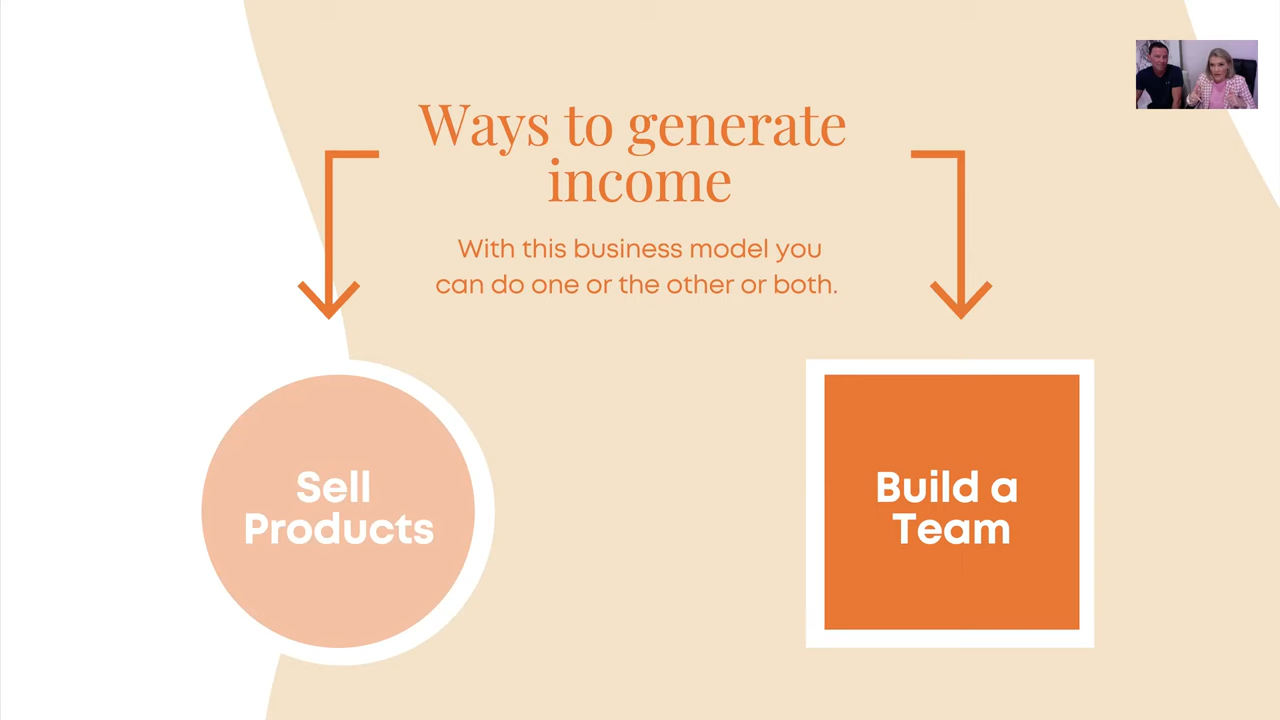 Ways to generate
income
With this business model you
can do one or the other or both.
Sell
Products
Build a
Team